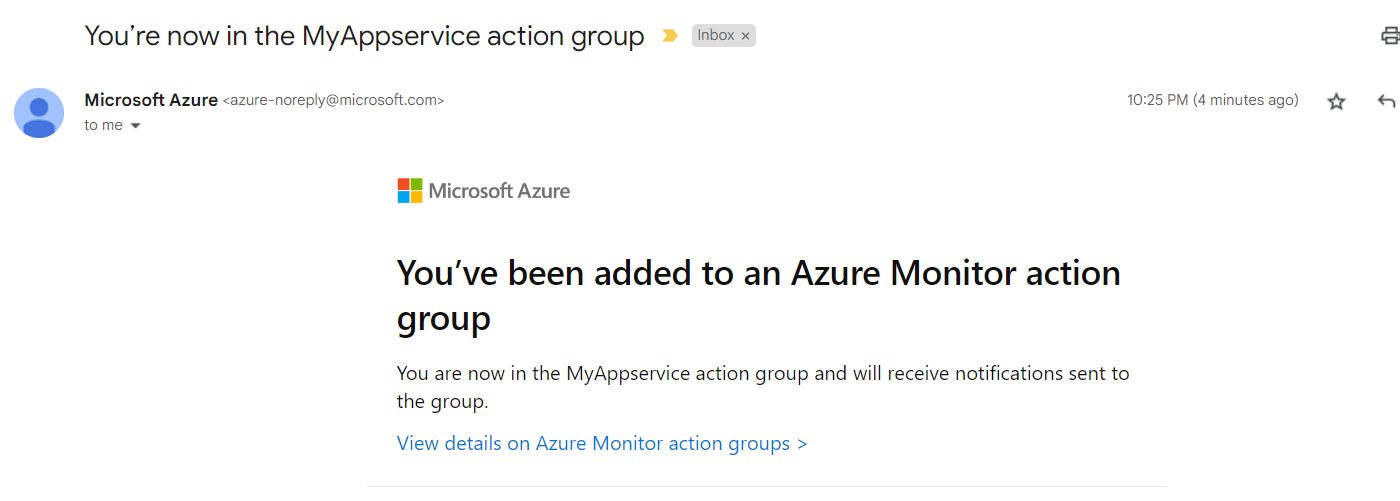 You’re now in the MyAppservice action group Inbox ×
Microsoft Azure <azure-noreply@microsoft.com> 10:25 PM (4 minutes ago)
to me
Microsoft Azure
You’ve been added to an Azure Monitor action
group
You are now in the MyAppservice action group and will receive notifications sent to
the group.
View details on Azure Monitor action groups >